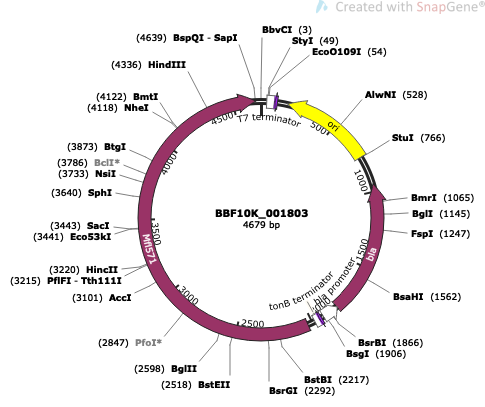 Created with SnapGene®
BbvCI (3)
(4639) BspQI - SapI
StyI (49)
EcoO109I (54)
(4336) HindIII
AlwNI (528)
(4122) BmtI
(4118) NheI
StuI (766)
(3873) BtgI
(3786) BclI*
(3733) NsiI
(3640) SphI
BmrI (1065)
BglI (1145)
FspI (1247)
(3443) SacI
(3441) Eco53kI
(3220) HincII
(3215) PflFI - Tth111I
(3101) AccI
BsaHI (1562)
(2847) PfoI*
BsrBI (1866)
BsgI (1906)
(2598) BglII
(2518) BstEII
BstBI (2217)
BsrGI (2292)
T7 terminator
ori
bla
bla promoter
tonB terminator
Mfl571
BBF10K_001803
4679 bp
500
1000
1500
2500
3000
3500
4000
4500